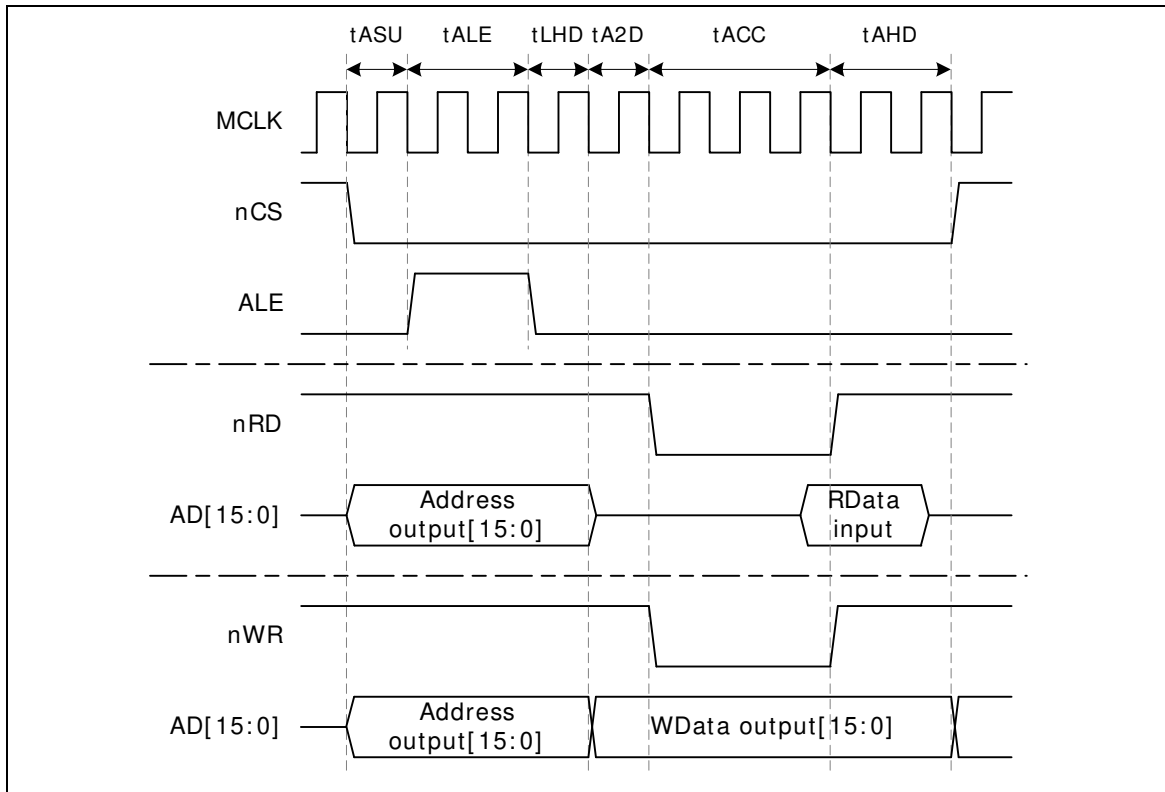 tASU tALE tLHD tA2D tACC tAHD
MCLK
nCS
ALE
nRD
AD[15:0]
Address
output[15:0]
RData
input
nWR
AD[15:0]
Address
output[15:0]
WData output[15:0]